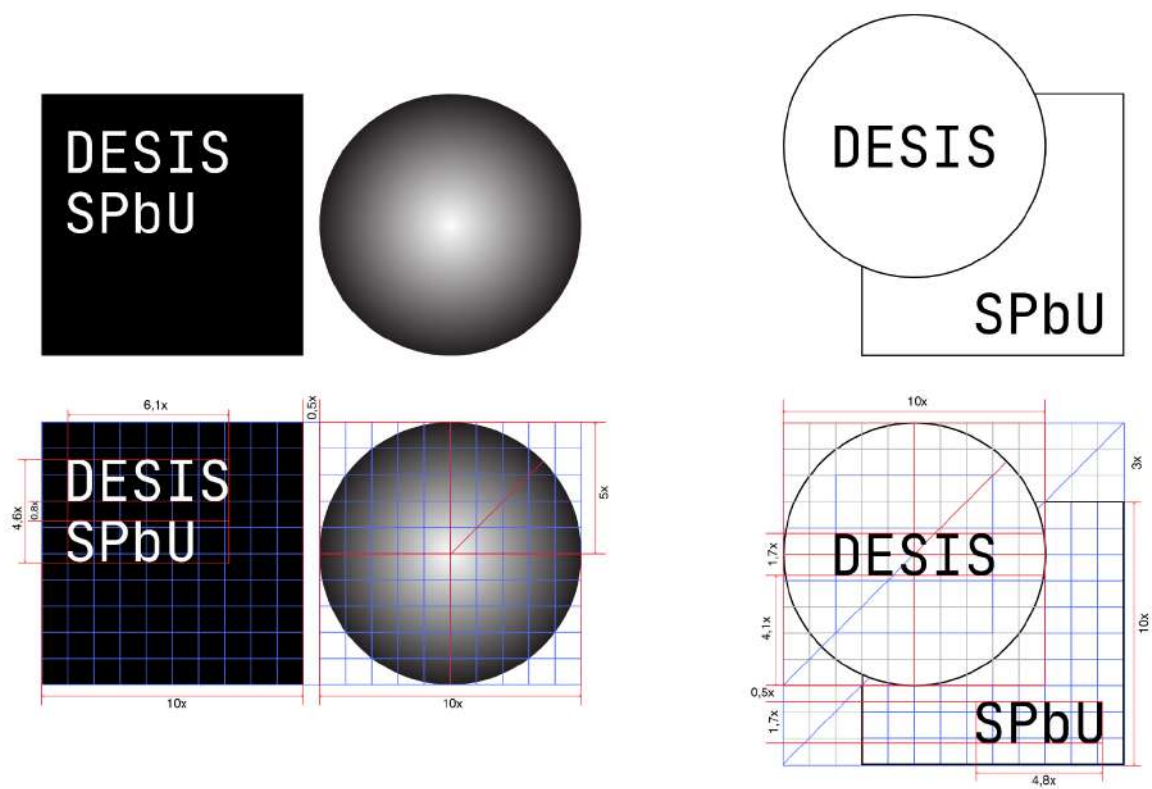 DESIS
SPbU
DESIS
SPbU
6,1x
0,5x
4,6x
0,8x
DESIS
SPbU
5x
10x
10x
10x
3x
1,7x
DESIS
4,1x
10x
0,5x
1,7x
SPbU
4,8x